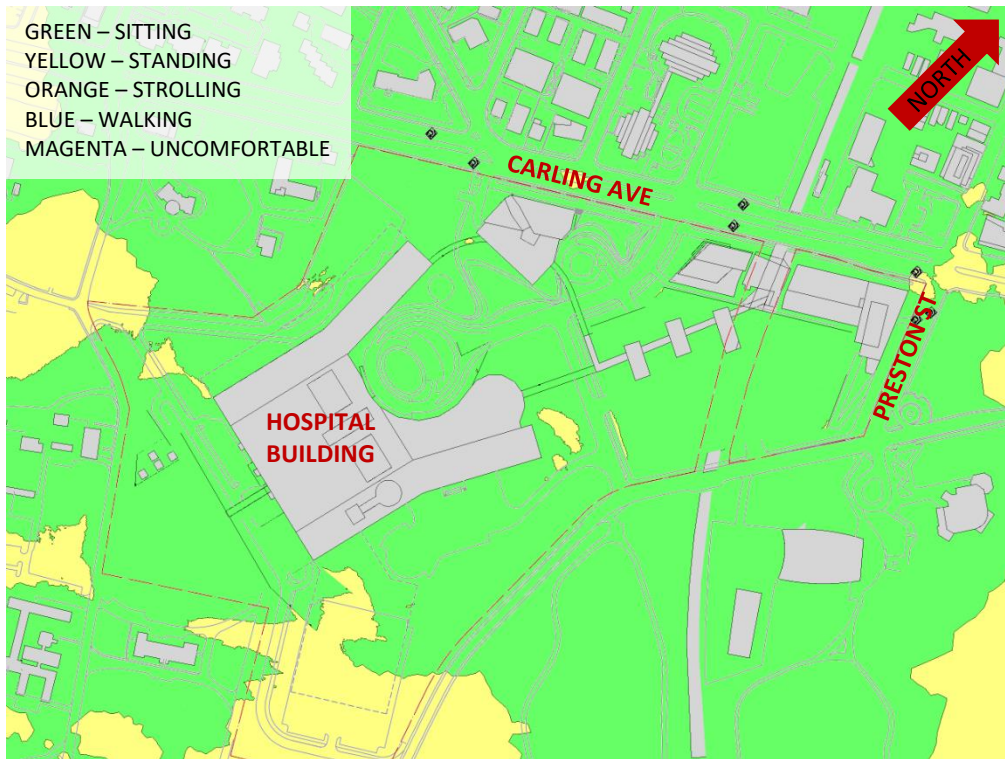 GREEN – SITTING
YELLOW – STANDING
ORANGE – STROLLING
BLUE – WALKING
MAGENTA – UNCOMFORTABLE
NORTH
CARLING AVE
PRESTON ST
HOSPITAL
BUILDING